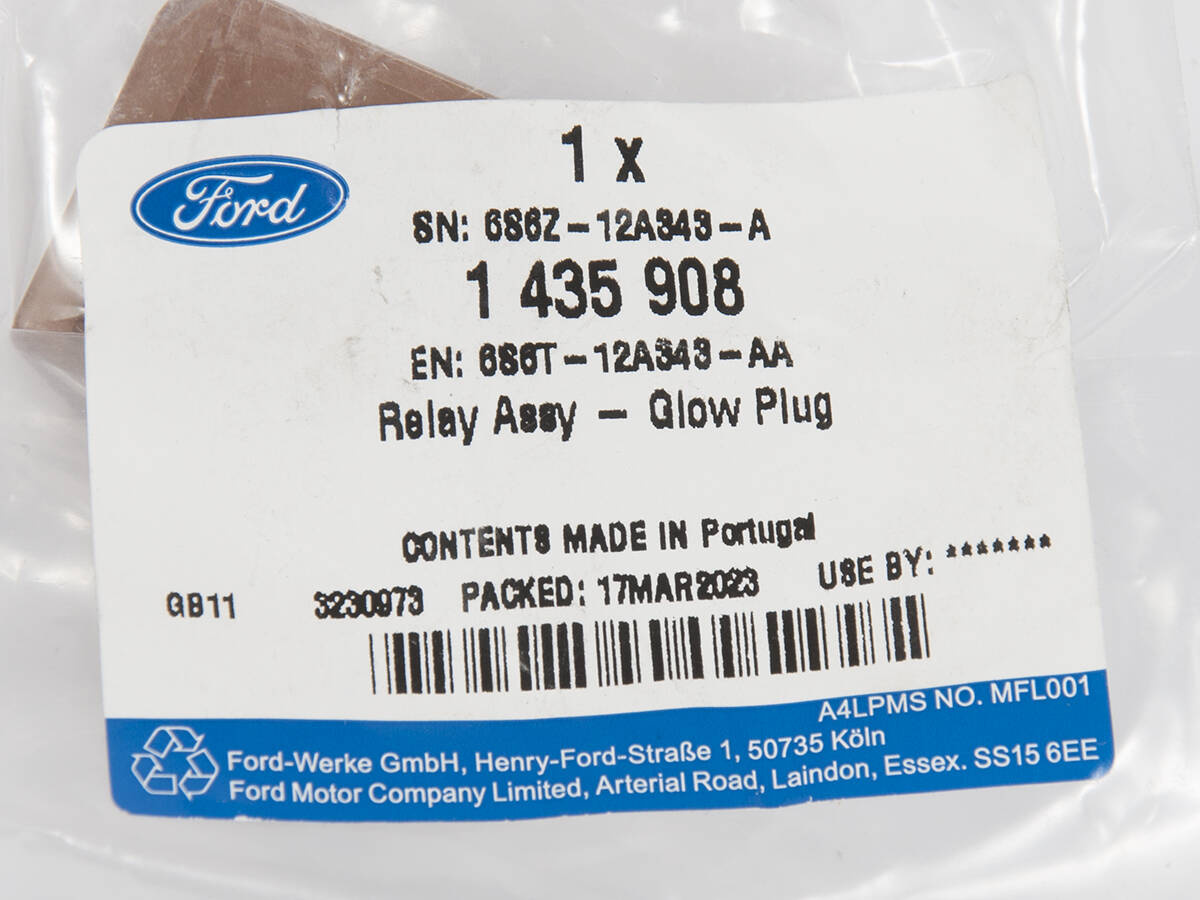 Ford
1 x
SN: 6S6Z-12A343-A
1 435 908
EN: 6S6T-12A343-AA
Relay Assy - Glow Plug
CONTENTS MADE IN Portugal
GB11 3230973 PACKED: 17MAR2023 USE BY: *******
A4LPMS NO. MFL001
Ford-Werke GmbH, Henry-Ford-Straße 1, 50735 Köln
Ford Motor Company Limited, Arterial Road, Laindon, Essex. SS15 6EE